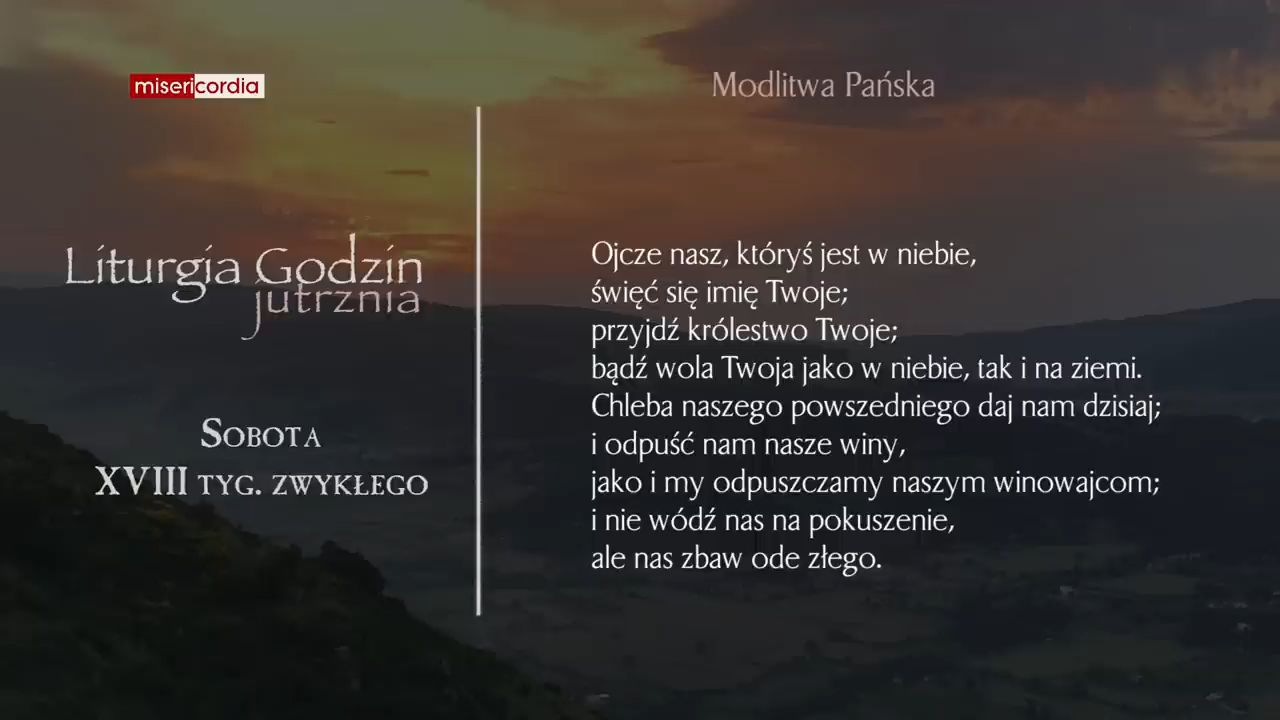 misericordia
Liturgia Godzin
jutrznia
Sobota
XVIII tyg. zwykłego
Modlitwa Pańska
Ojcze nasz, któryś jest w niebie,
święć się imię Twoje;
przyjdź królestwo Twoje;
bądź wola Twoja jako w niebie, tak i na ziemi.
Chleba naszego powszedniego daj nam dzisiaj;
i odpuść nam nasze winy,
jako i my odpuszczamy naszym winowajcom;
i nie wódź nas na pokuszenie,
ale nas zbaw ode złego.